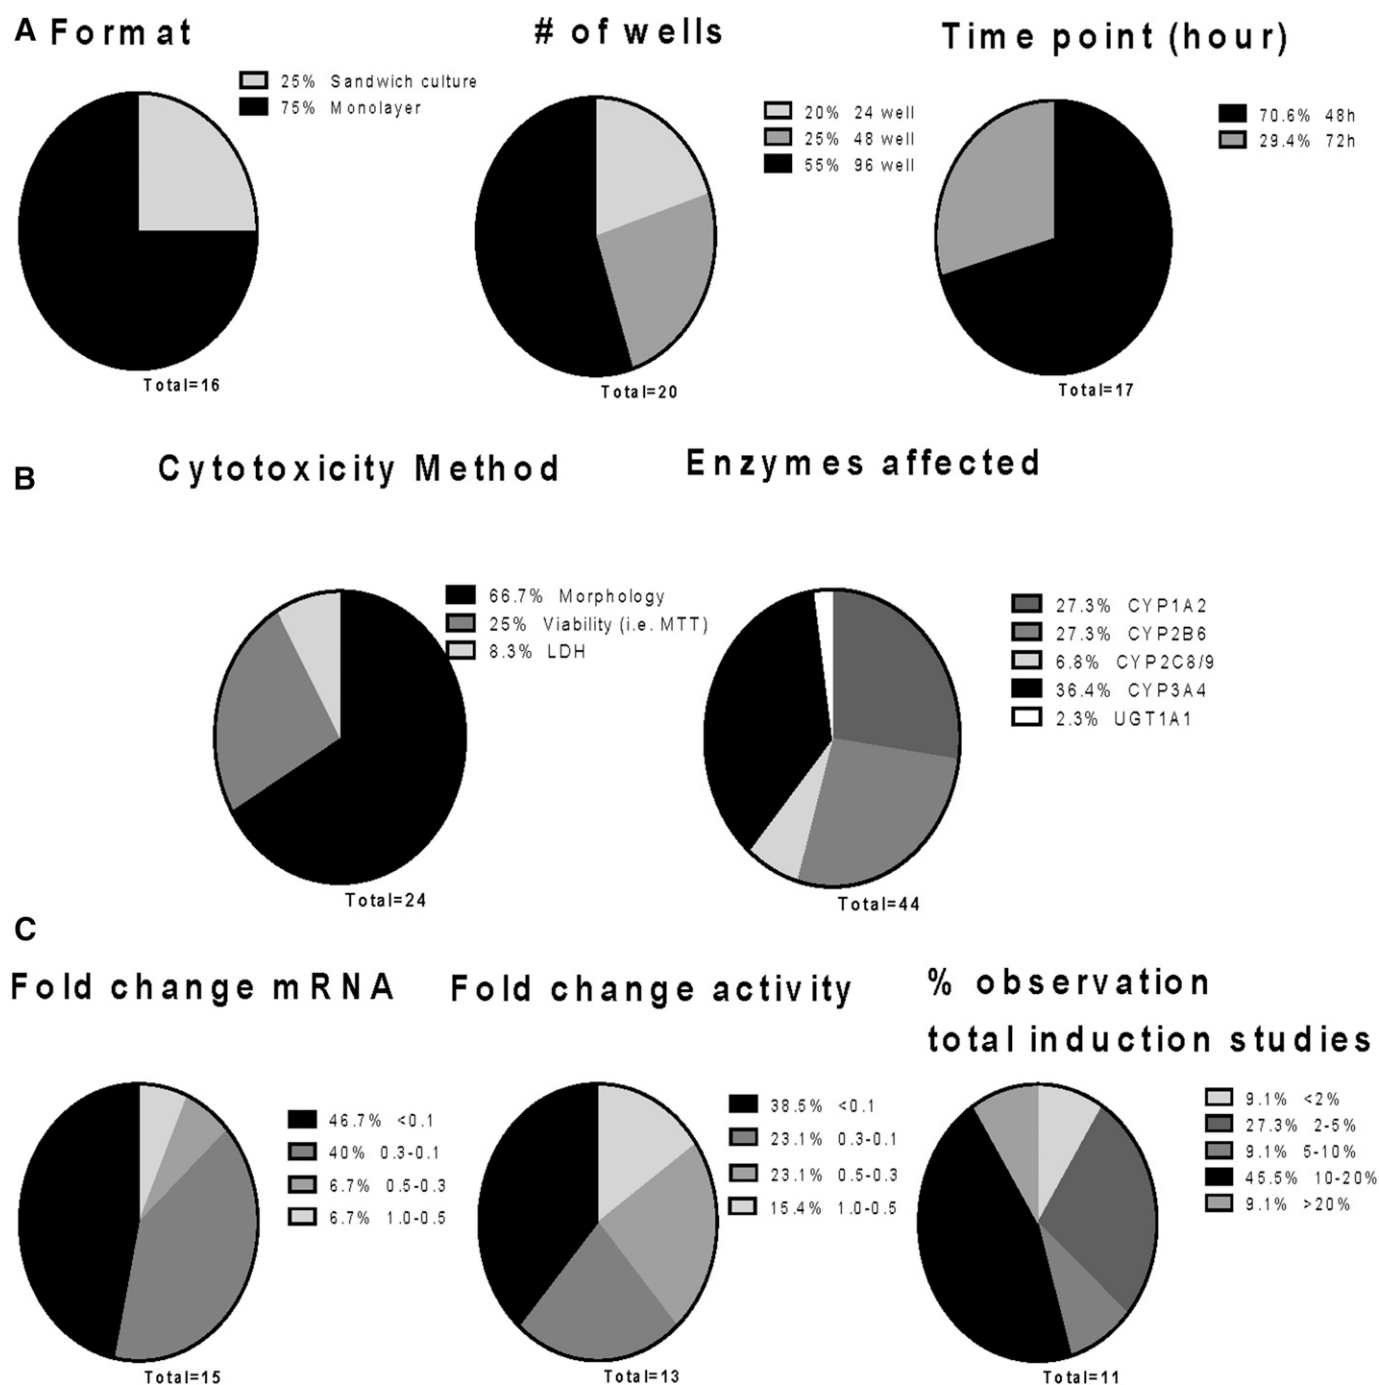 A Format
# of wells
Time point (hour)
25% Sandwich culture
75% Monolayer
20% 24 well
25% 48 well
55% 96 well
70.6% 48h
29.4% 72h
Total=16
Total=20
Total=17
B
Cytotoxicity Method
Enzymes affected
66.7% Morphology
25% Viability (i.e. MTT)
8.3% LDH
27.3% CYP1A2
27.3% CYP2B6
6.8% CYP2C8/9
36.4% CYP3A4
2.3% UGT1A1
Total=24
Total=44
C
Fold change mRNA
Fold change activity
% observation
total induction studies
46.7% <0.1
40% 0.3-0.1
6.7% 0.5-0.3
6.7% 1.0-0.5
38.5% <0.1
23.1% 0.3-0.1
23.1% 0.5-0.3
15.4% 1.0-0.5
9.1% <2%
27.3% 2-5%
9.1% 5-10%
45.5% 10-20%
9.1% >20%
Total=15
Total=13
Total=11